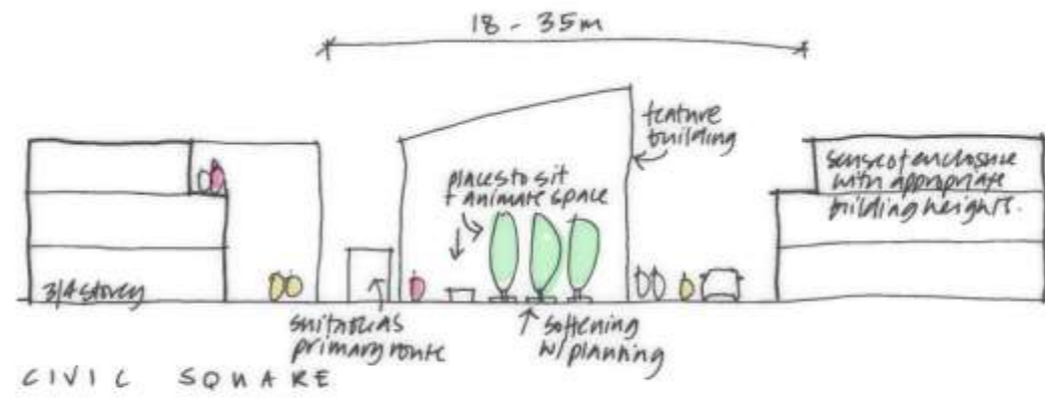 18 - 35m
feature
building
places to sit
+ animate space
sense of enclosure
with appropriate
building heights.
3/4 storey
suitable as
primary route
softening
w/ planting
CIVIC SQUARE